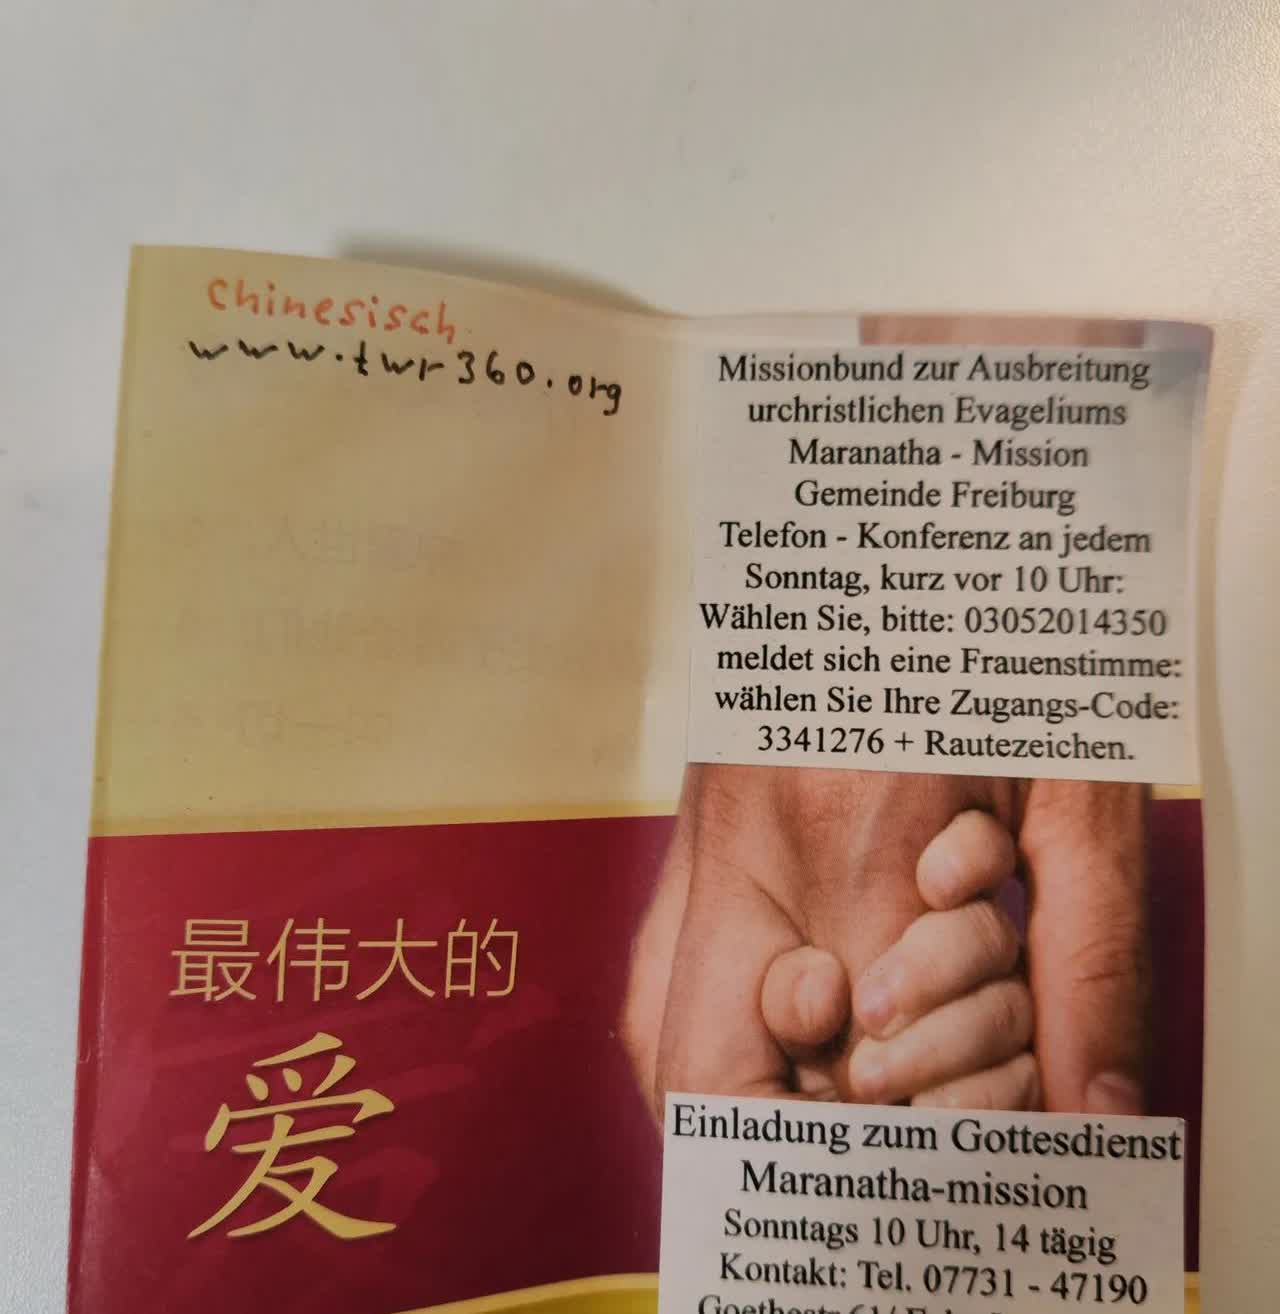 Chinesisch
www.twr360.org
Missionbund zur Ausbreitung
urchristlichen Evageliums
Maranatha - Mission
Gemeinde Freiburg
Telefon - Konferenz an jedem
Sonntag, kurz vor 10 Uhr:
Wählen Sie, bitte: 03052014350
meldet sich eine Frauenstimme:
wählen Sie Ihre Zugangs-Code:
3341276 + Rautezeichen.
最伟大的
爱
Einladung zum Gottesdienst
Maranatha-mission
Sonntags 10 Uhr, 14 tägig
Kontakt: Tel. 07731 - 47190